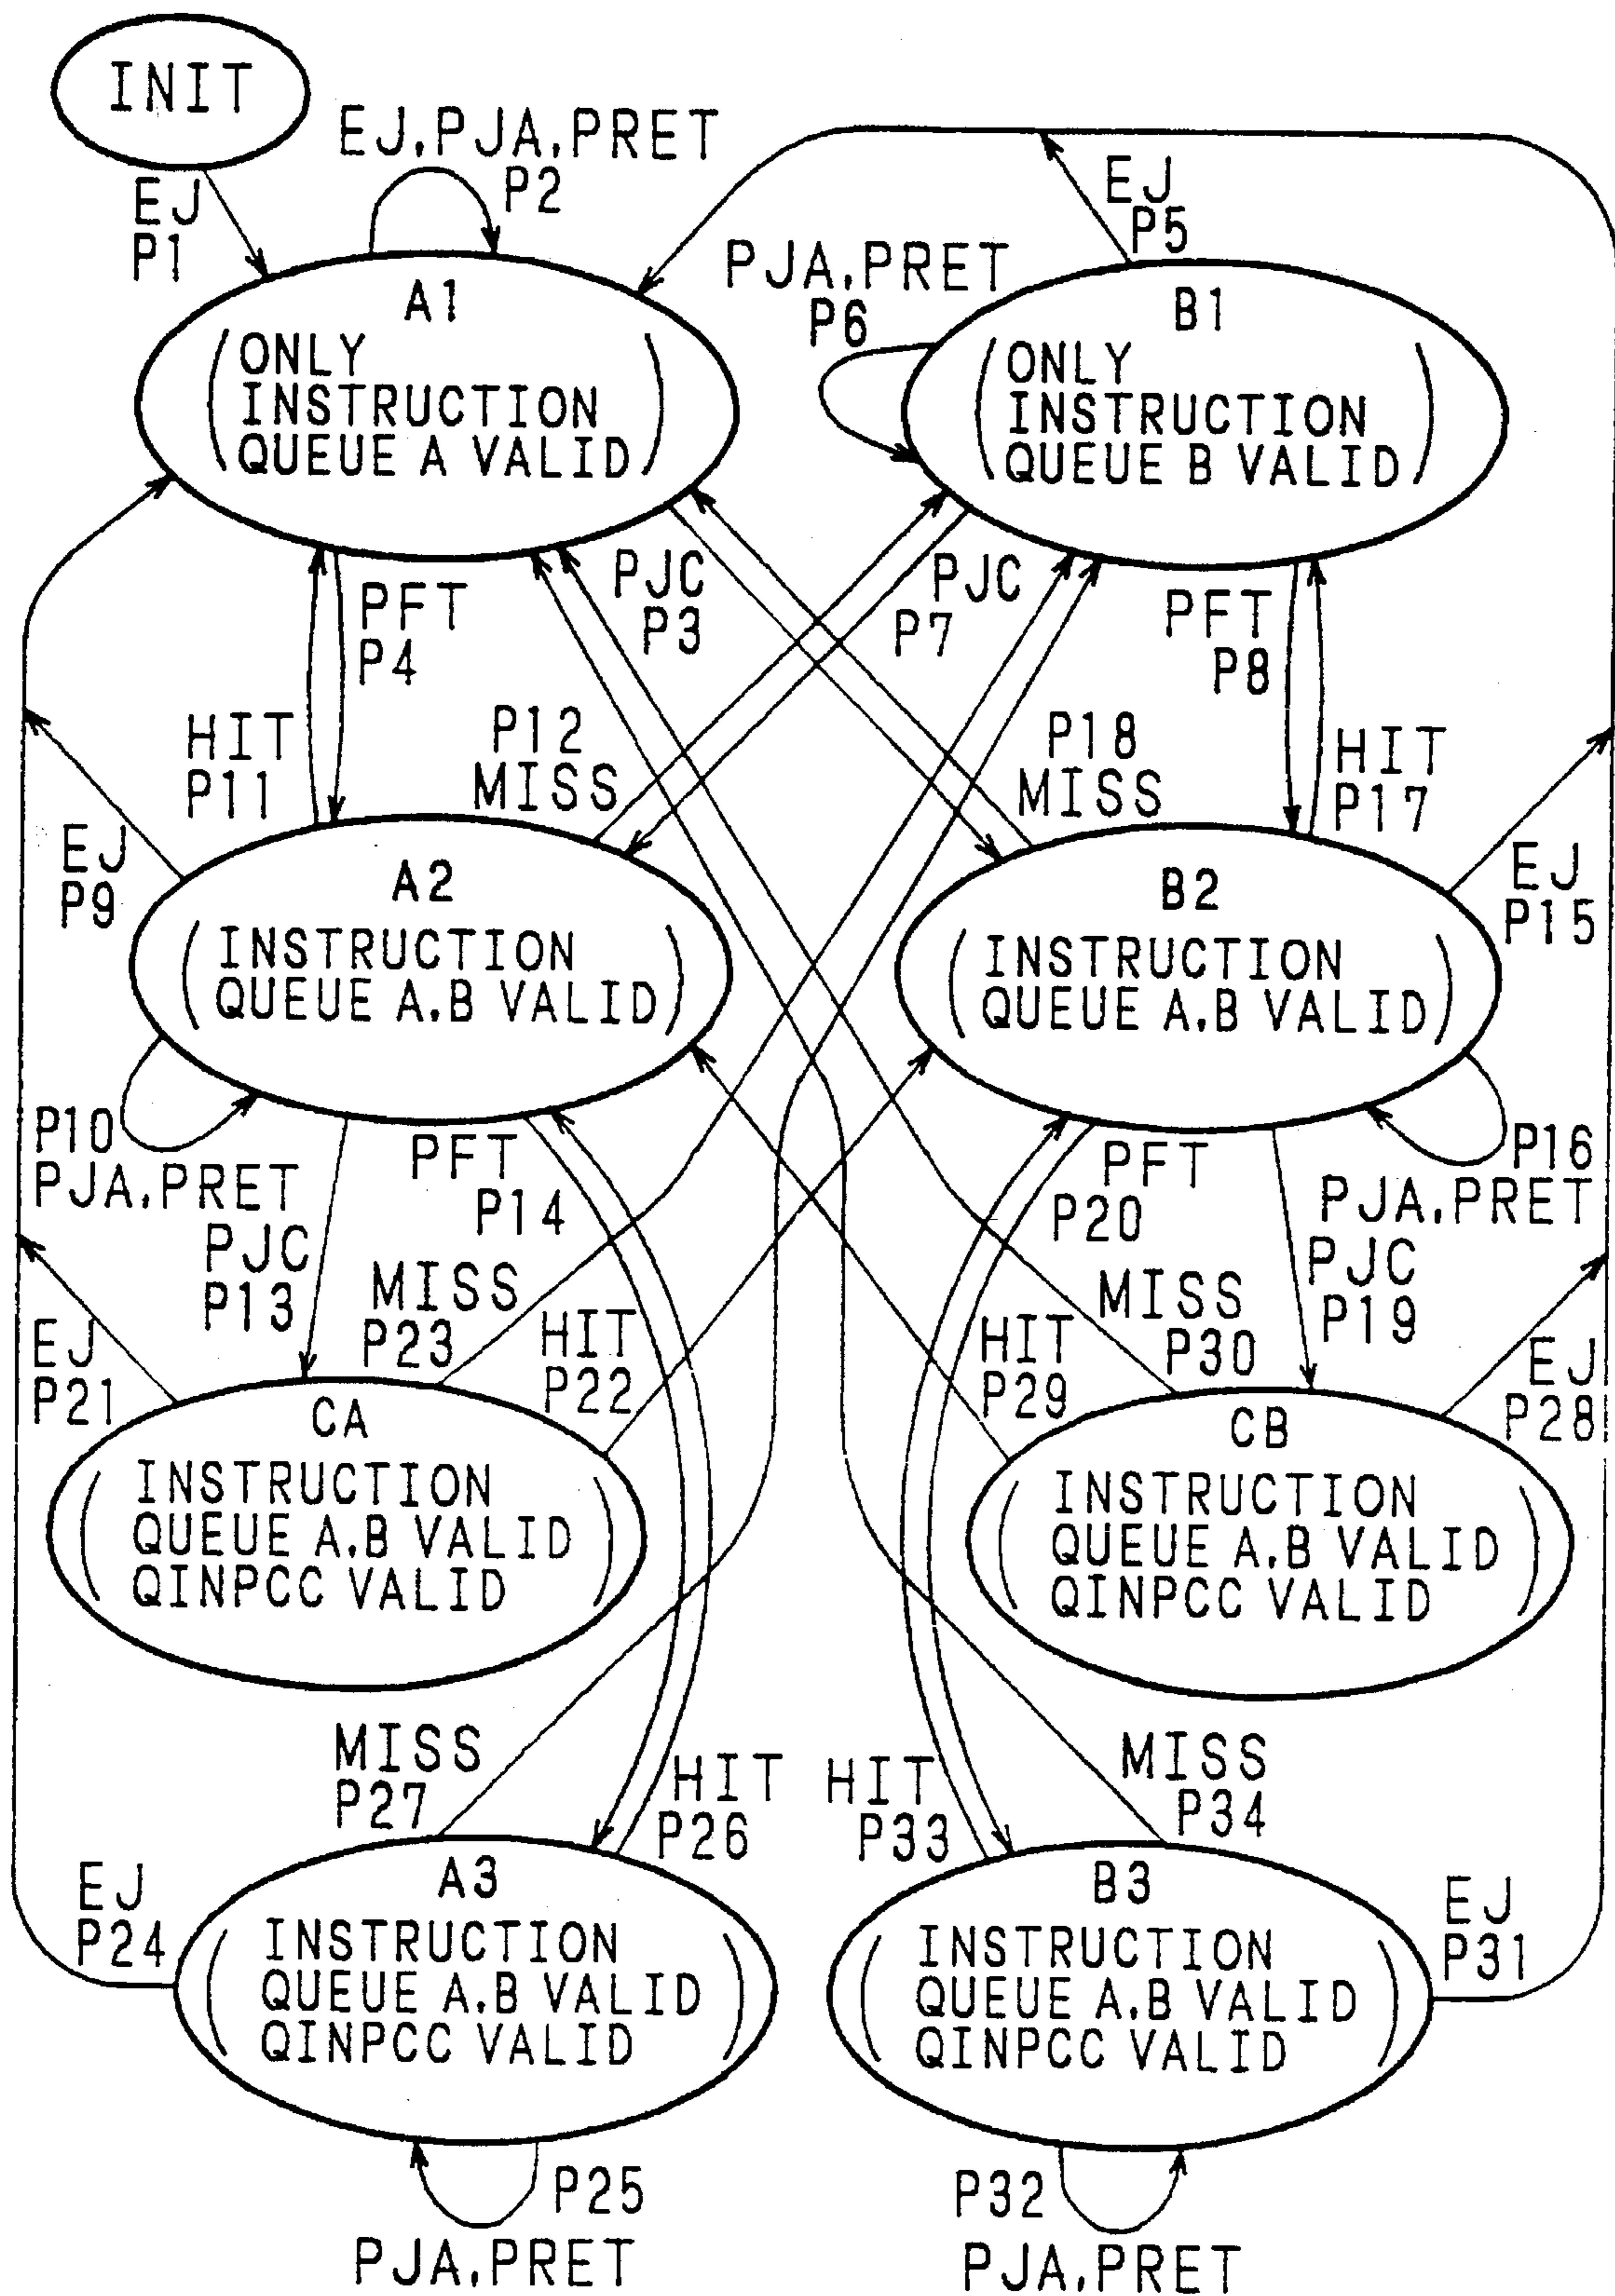 INIT
EJ
P1
EJ,PJA,PRET
P2
EJ
P5
PJA,PRET
P6
A1
ONLY
INSTRUCTION
QUEUE A VALID
B1
ONLY
INSTRUCTION
QUEUE B VALID
PFT
P4
PJC
P3
PJC
P7
PFT
P8
HIT
P11
P12
MISS
P18
MISS
HIT
P17
EJ
P9
A2
INSTRUCTION
QUEUE A,B VALID
B2
INSTRUCTION
QUEUE A,B VALID
EJ
P15
P10
PJA,PRET
PFT
P14
PFT
P20
P16
PJA,PRET
PJC
P13
MISS
P23
HIT
P22
HIT
P29
MISS
P30
PJC
P19
EJ
P21
EJ
P28
CA
INSTRUCTION
QUEUE A,B VALID
QINPCC VALID
CB
INSTRUCTION
QUEUE A,B VALID
QINPCC VALID
MISS
P27
HIT
P26
HIT
P33
MISS
P34
EJ
P24
A3
INSTRUCTION
QUEUE A,B VALID
QINPCC VALID
B3
INSTRUCTION
QUEUE A,B VALID
QINPCC VALID
EJ
P31
P25
PJA,PRET
P32
PJA,PRET